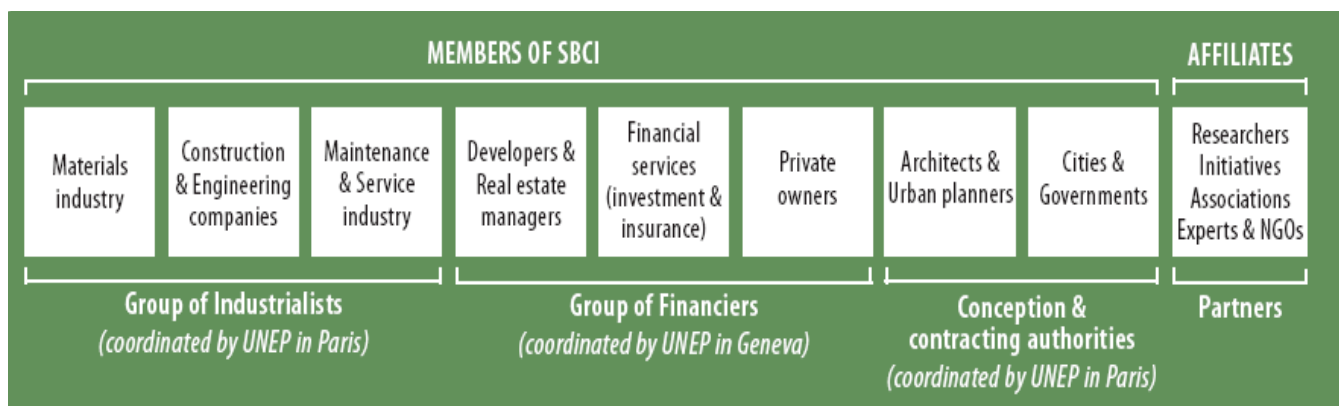 MEMBERS OF SBCI
AFFILIATES
Materials
industry
Construction
& Engineering
companies
Maintenance
& Service
industry
Developers &
Real estate
managers
Financial
services
(investment &
insurance)
Private
owners
Architects &
Urban planners
Cities &
Governments
Researchers
Initiatives
Associations
Experts & NGOs
Group of Industrialists
(coordinated by UNEP in Paris)
Group of Financiers
(coordinated by UNEP in Geneva)
Conception &
contracting authorities
(coordinated by UNEP in Paris)
Partners